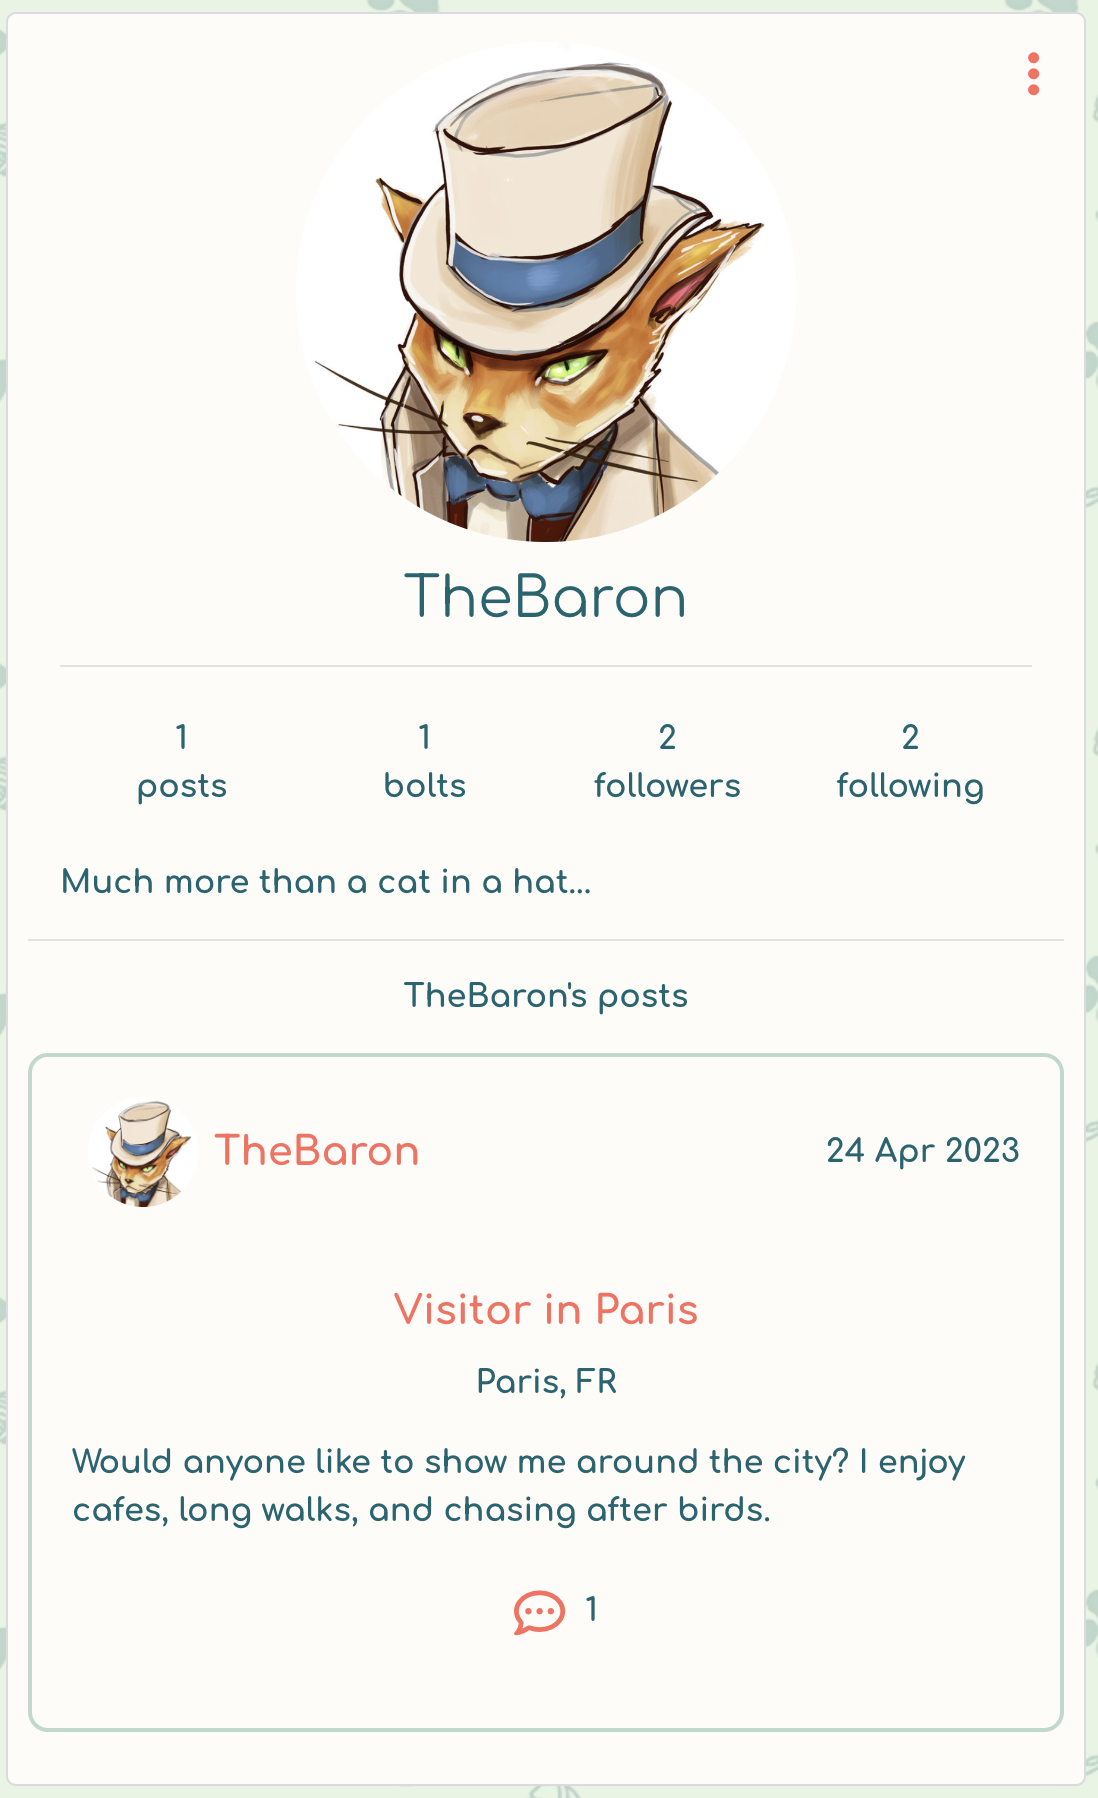 TheBaron
1
posts
1
bolts
2
followers
2
following
Much more than a cat in a hat...
TheBaron's posts
TheBaron
24 Apr 2023
Visitor in Paris
Paris, FR
Would anyone like to show me around the city? I enjoy
cafes, long walks, and chasing after birds.
1